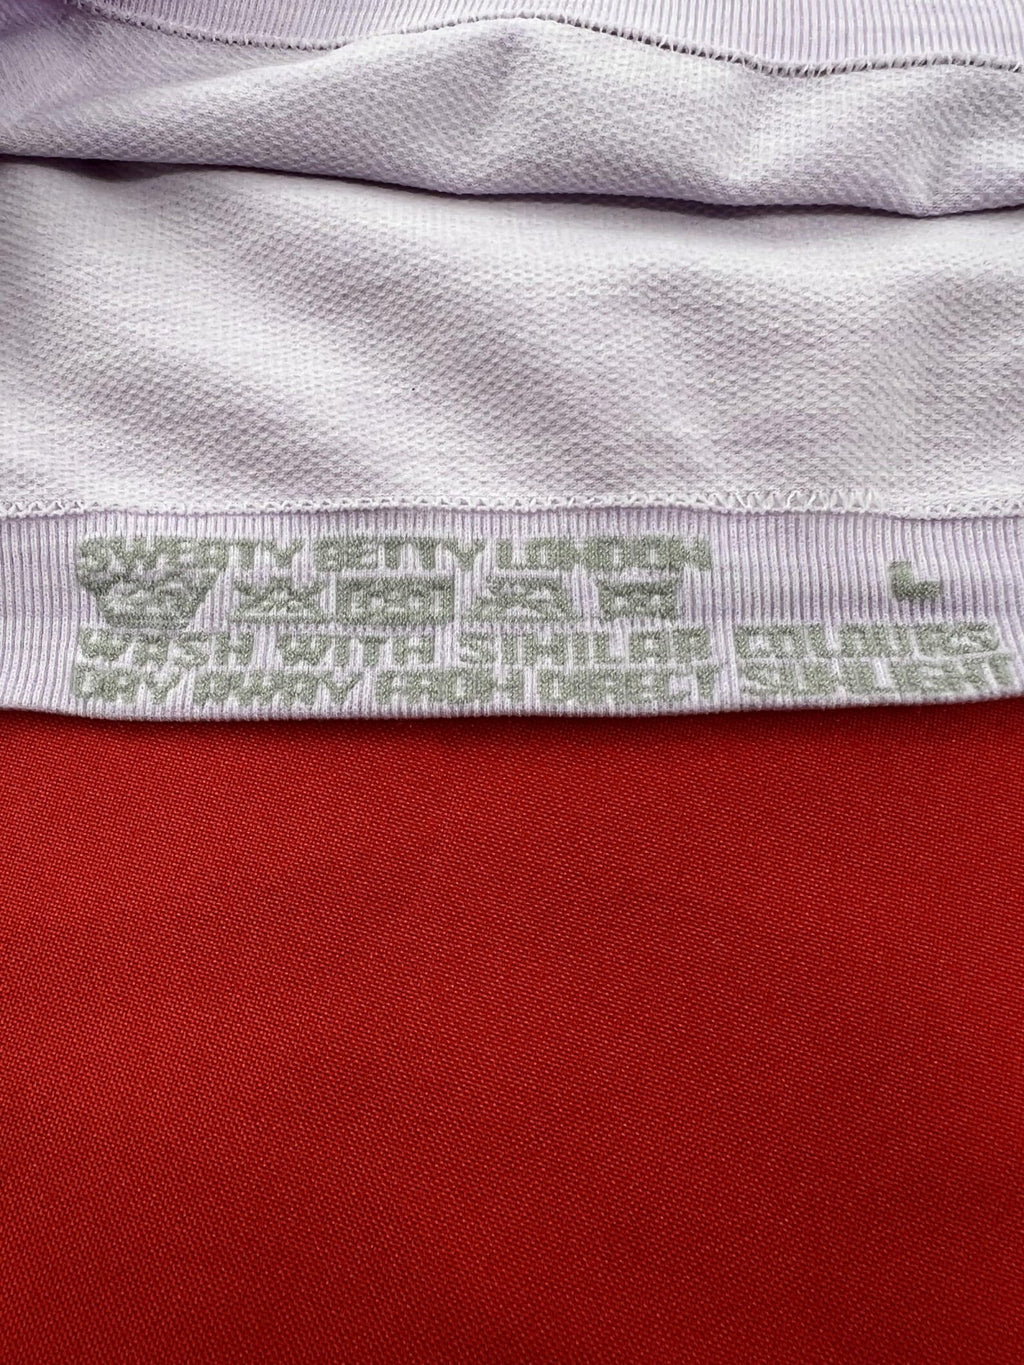 SWEATY BETTY LONDON
L
WASH WITH SIMILAR COLOURS
DRY AWAY FROM DIRECT SUNLIGHT